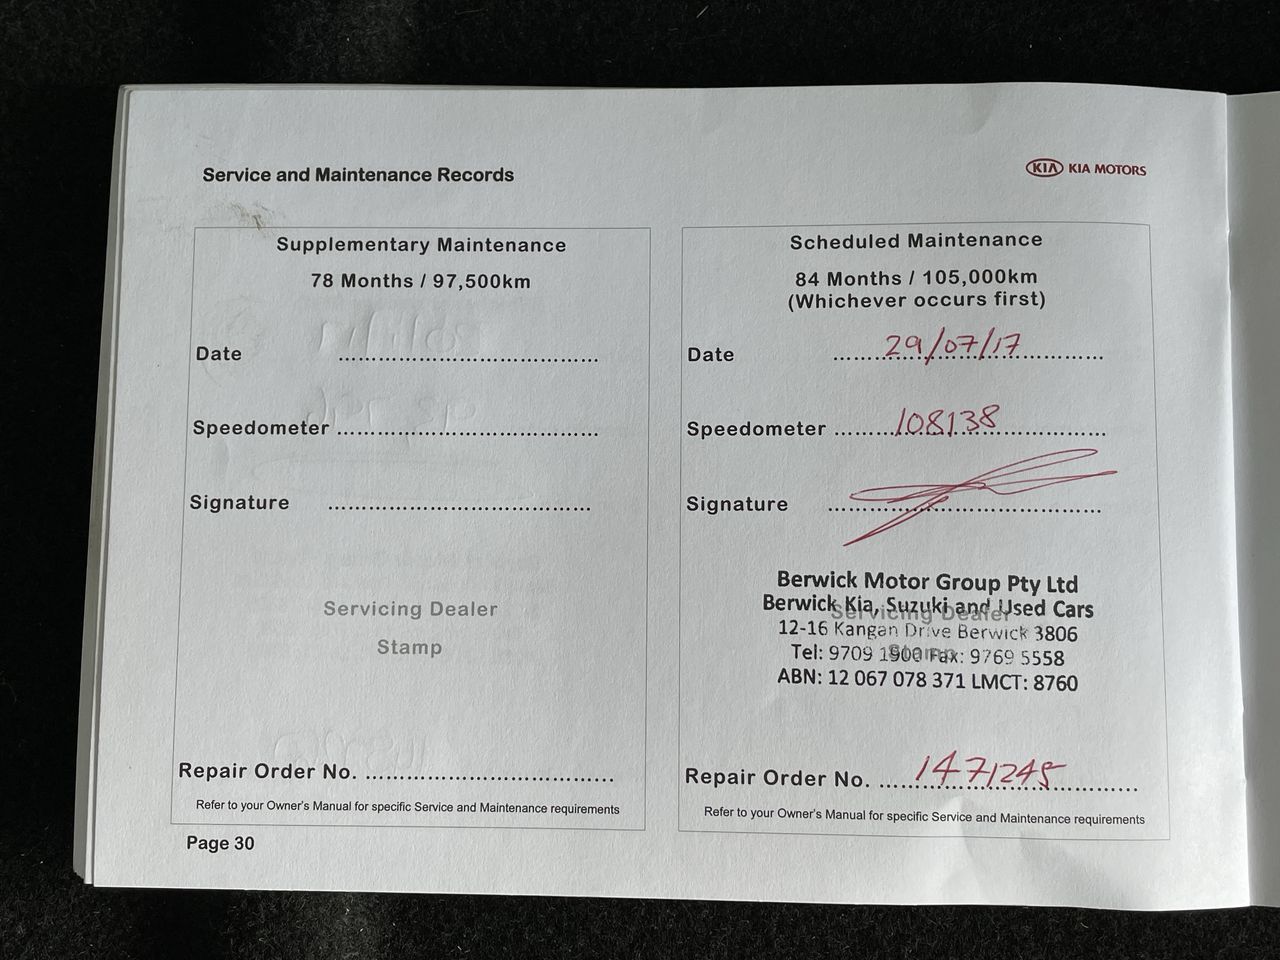 Service and Maintenance Records
KIA KIA MOTORS
Supplementary Maintenance
78 Months / 97,500km
Date ........................................
Speedometer ........................................
Signature ........................................
Servicing Dealer
Stamp
Repair Order No. ........................................
Refer to your Owner's Manual for specific Service and Maintenance requirements
Page 30
Scheduled Maintenance
84 Months / 105,000km
(Whichever occurs first)
Date 29/07/17
Speedometer 108138
Signature
Berwick Motor Group Pty Ltd
Berwick Kia, Suzuki and Used Cars
Servicing Dealer
12-16 Kangan Drive Berwick 3806
Stamp
Tel: 9709 1900 Fax: 9769 5558
ABN: 12 067 078 371 LMCT: 8760
Repair Order No. 1471245
Refer to your Owner's Manual for specific Service and Maintenance requirements